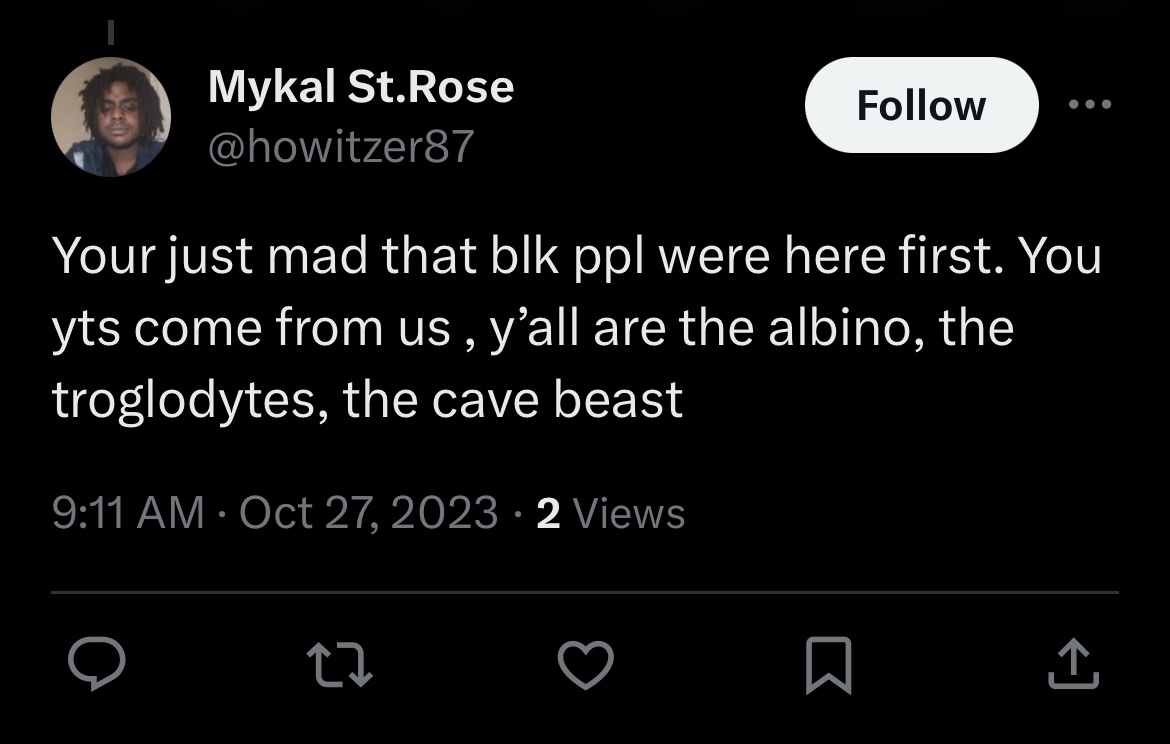 Mykal St.Rose
Follow
@howitzer87
Your just mad that blk ppl were here first. You
yts come from us , y’all are the albino, the
troglodytes, the cave beast
9:11 AM · Oct 27, 2023 · 2 Views